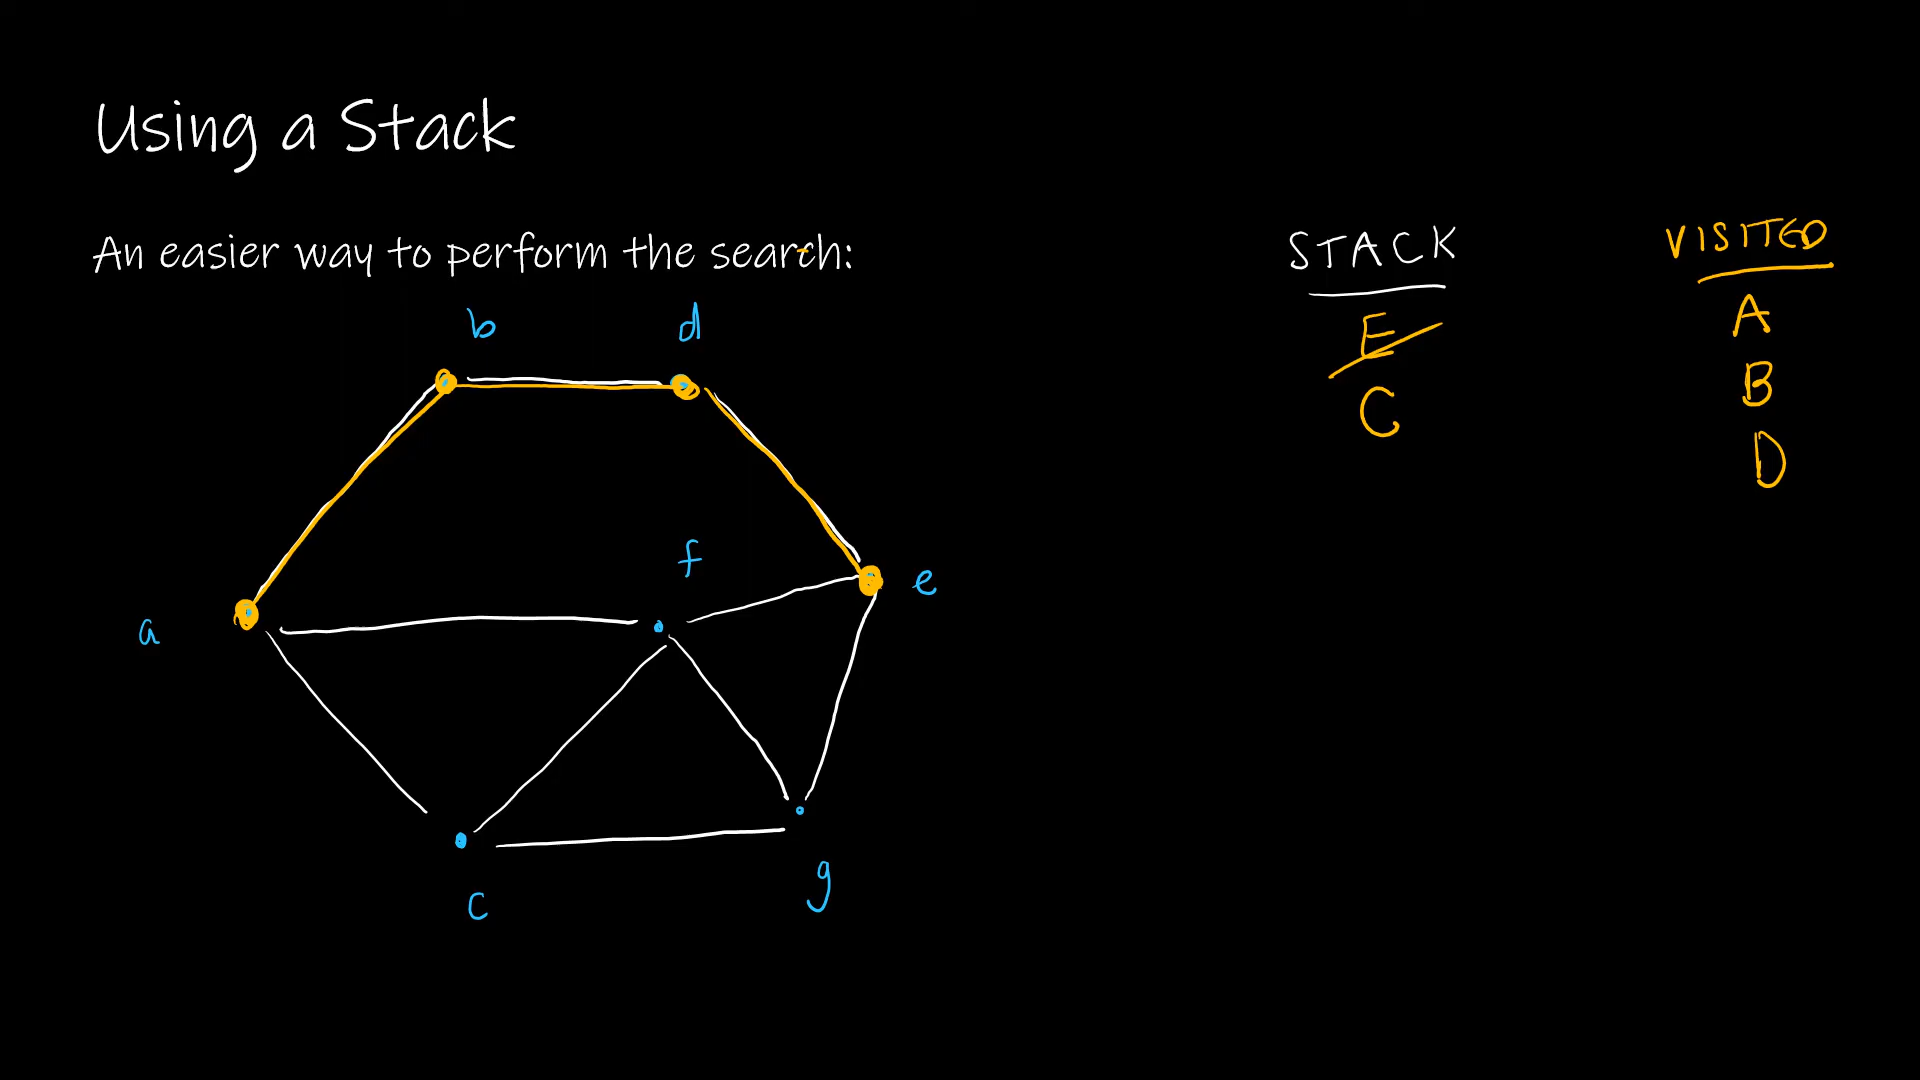 Using a Stack
An easier way to perform the search:
STACK
E
C
VISITED
A
B
D
b
d
f
e
a
g
c